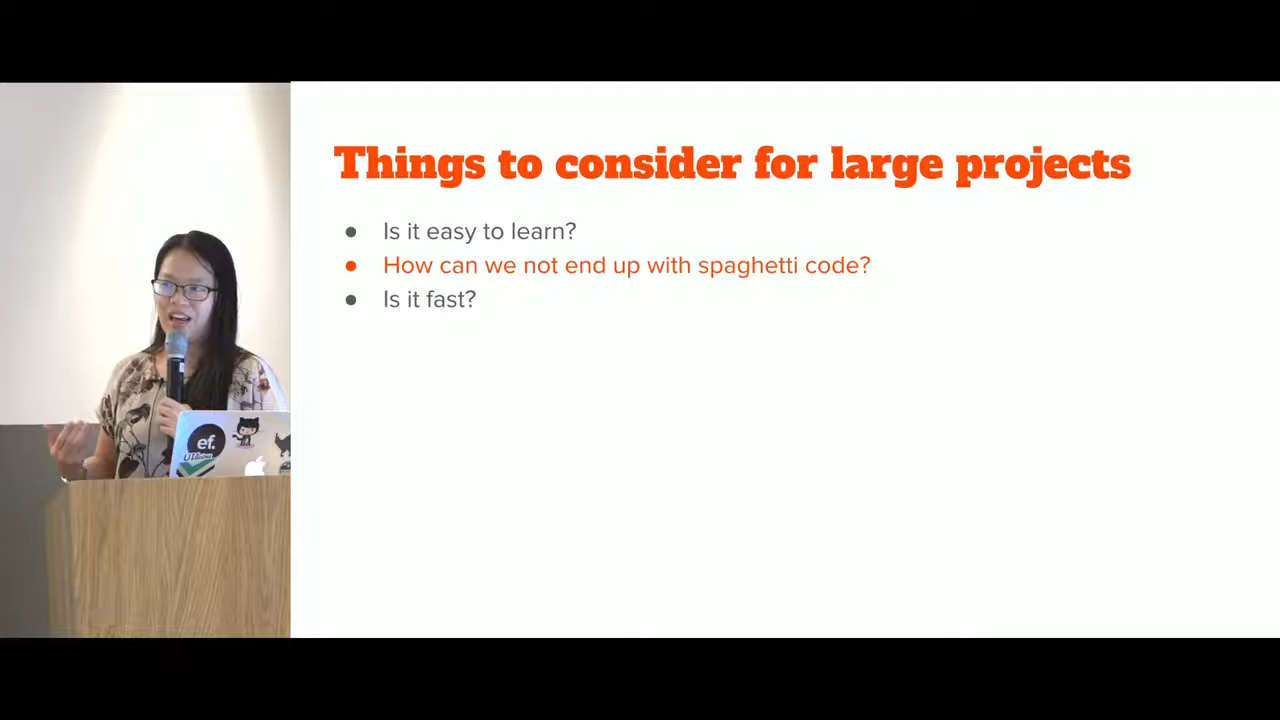 Things to consider for large projects
Is it easy to learn?
How can we not end up with spaghetti code?
Is it fast?
ef.